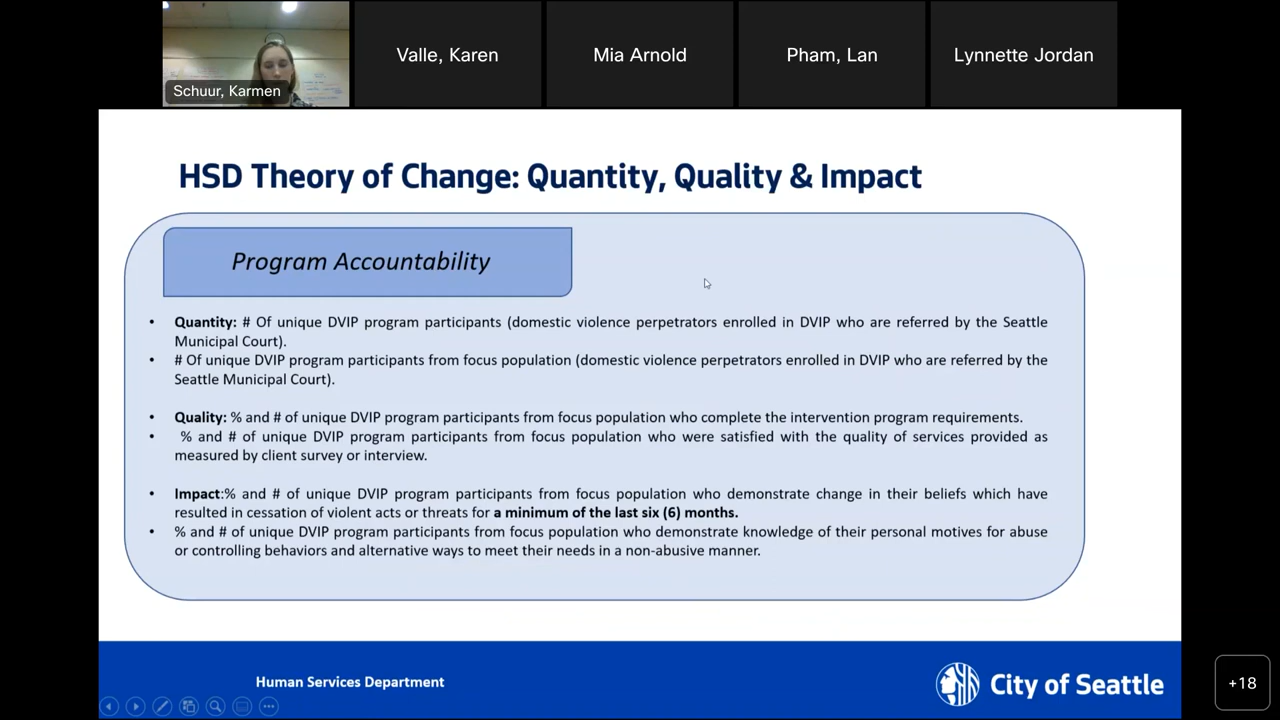 Schuur, Karmen
Valle, Karen
Mia Arnold
Pham, Lan
Lynnette Jordan
HSD Theory of Change: Quantity, Quality & Impact
Program Accountability
• Quantity: # Of unique DVIP program participants (domestic violence perpetrators enrolled in DVIP who are referred by the Seattle
Municipal Court).
• # Of unique DVIP program participants from focus population (domestic violence perpetrators enrolled in DVIP who are referred by the
Seattle Municipal Court).
• Quality: % and # of unique DVIP program participants from focus population who complete the intervention program requirements.
• % and # of unique DVIP program participants from focus population who were satisfied with the quality of services provided as
measured by client survey or interview.
• Impact:% and # of unique DVIP program participants from focus population who demonstrate change in their beliefs which have
resulted in cessation of violent acts or threats for a minimum of the last six (6) months.
• % and # of unique DVIP program participants from focus population who demonstrate knowledge of their personal motives for abuse
or controlling behaviors and alternative ways to meet their needs in a non-abusive manner.
Human Services Department
City of Seattle
+18